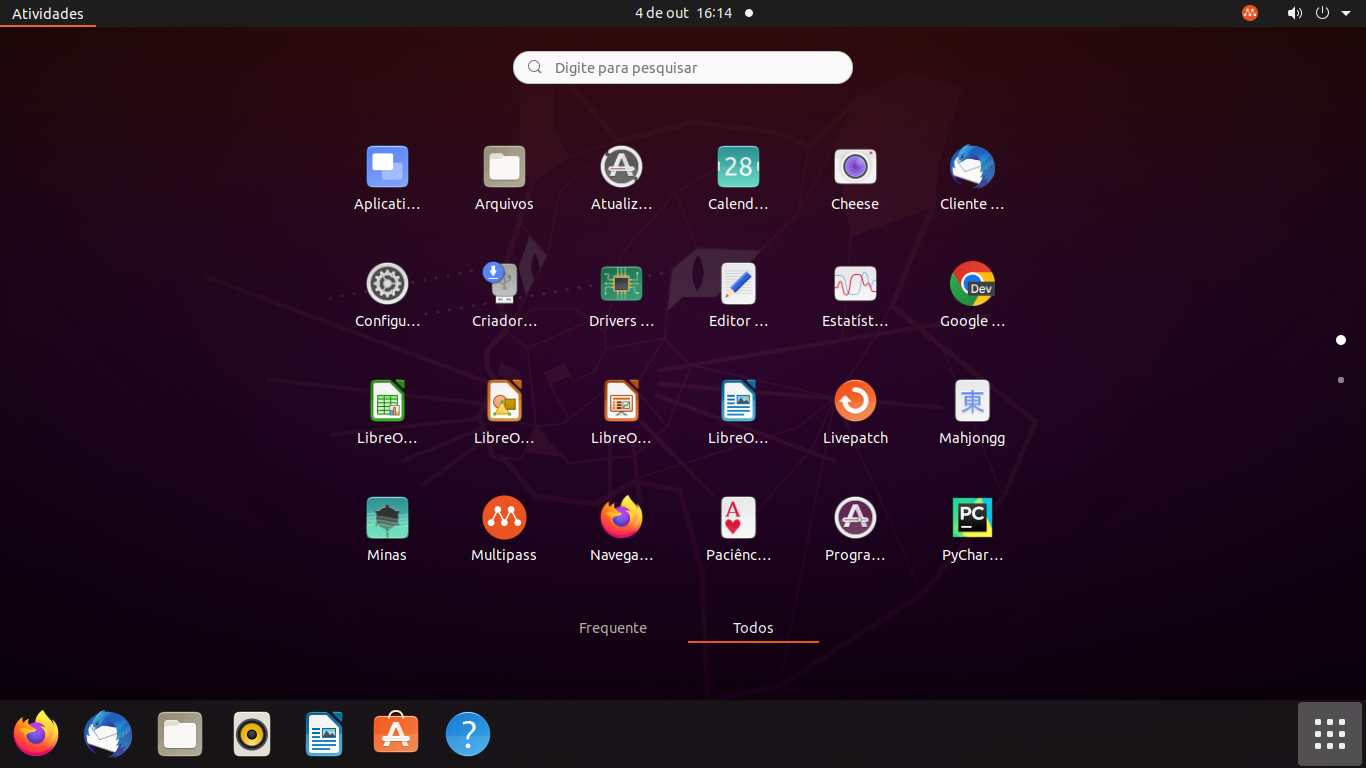 Atividades
4 de out 16:14
Digite para pesquisar
28
Aplicati…
Arquivos
Atualiz…
Calend…
Cheese
Cliente …
Dev
Configu…
Criador…
Drivers …
Editor …
Estatíst…
Google …
東
LibreO…
LibreO…
LibreO…
LibreO…
Livepatch
Mahjongg
A
PC
Minas
Multipass
Navega…
Paciênc…
Progra…
PyChar…
Frequente
Todos
?